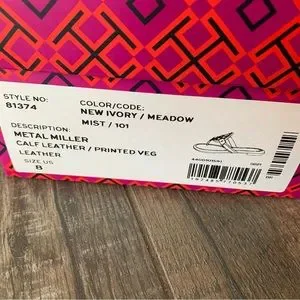 STYLE NO:
81374
COLOR/CODE:
NEW IVORY / MEADOW
MIST / 101
DESCRIPTION:
METAL MILLER
CALF LEATHER / PRINTED VEG
LEATHER
SIZE US
8